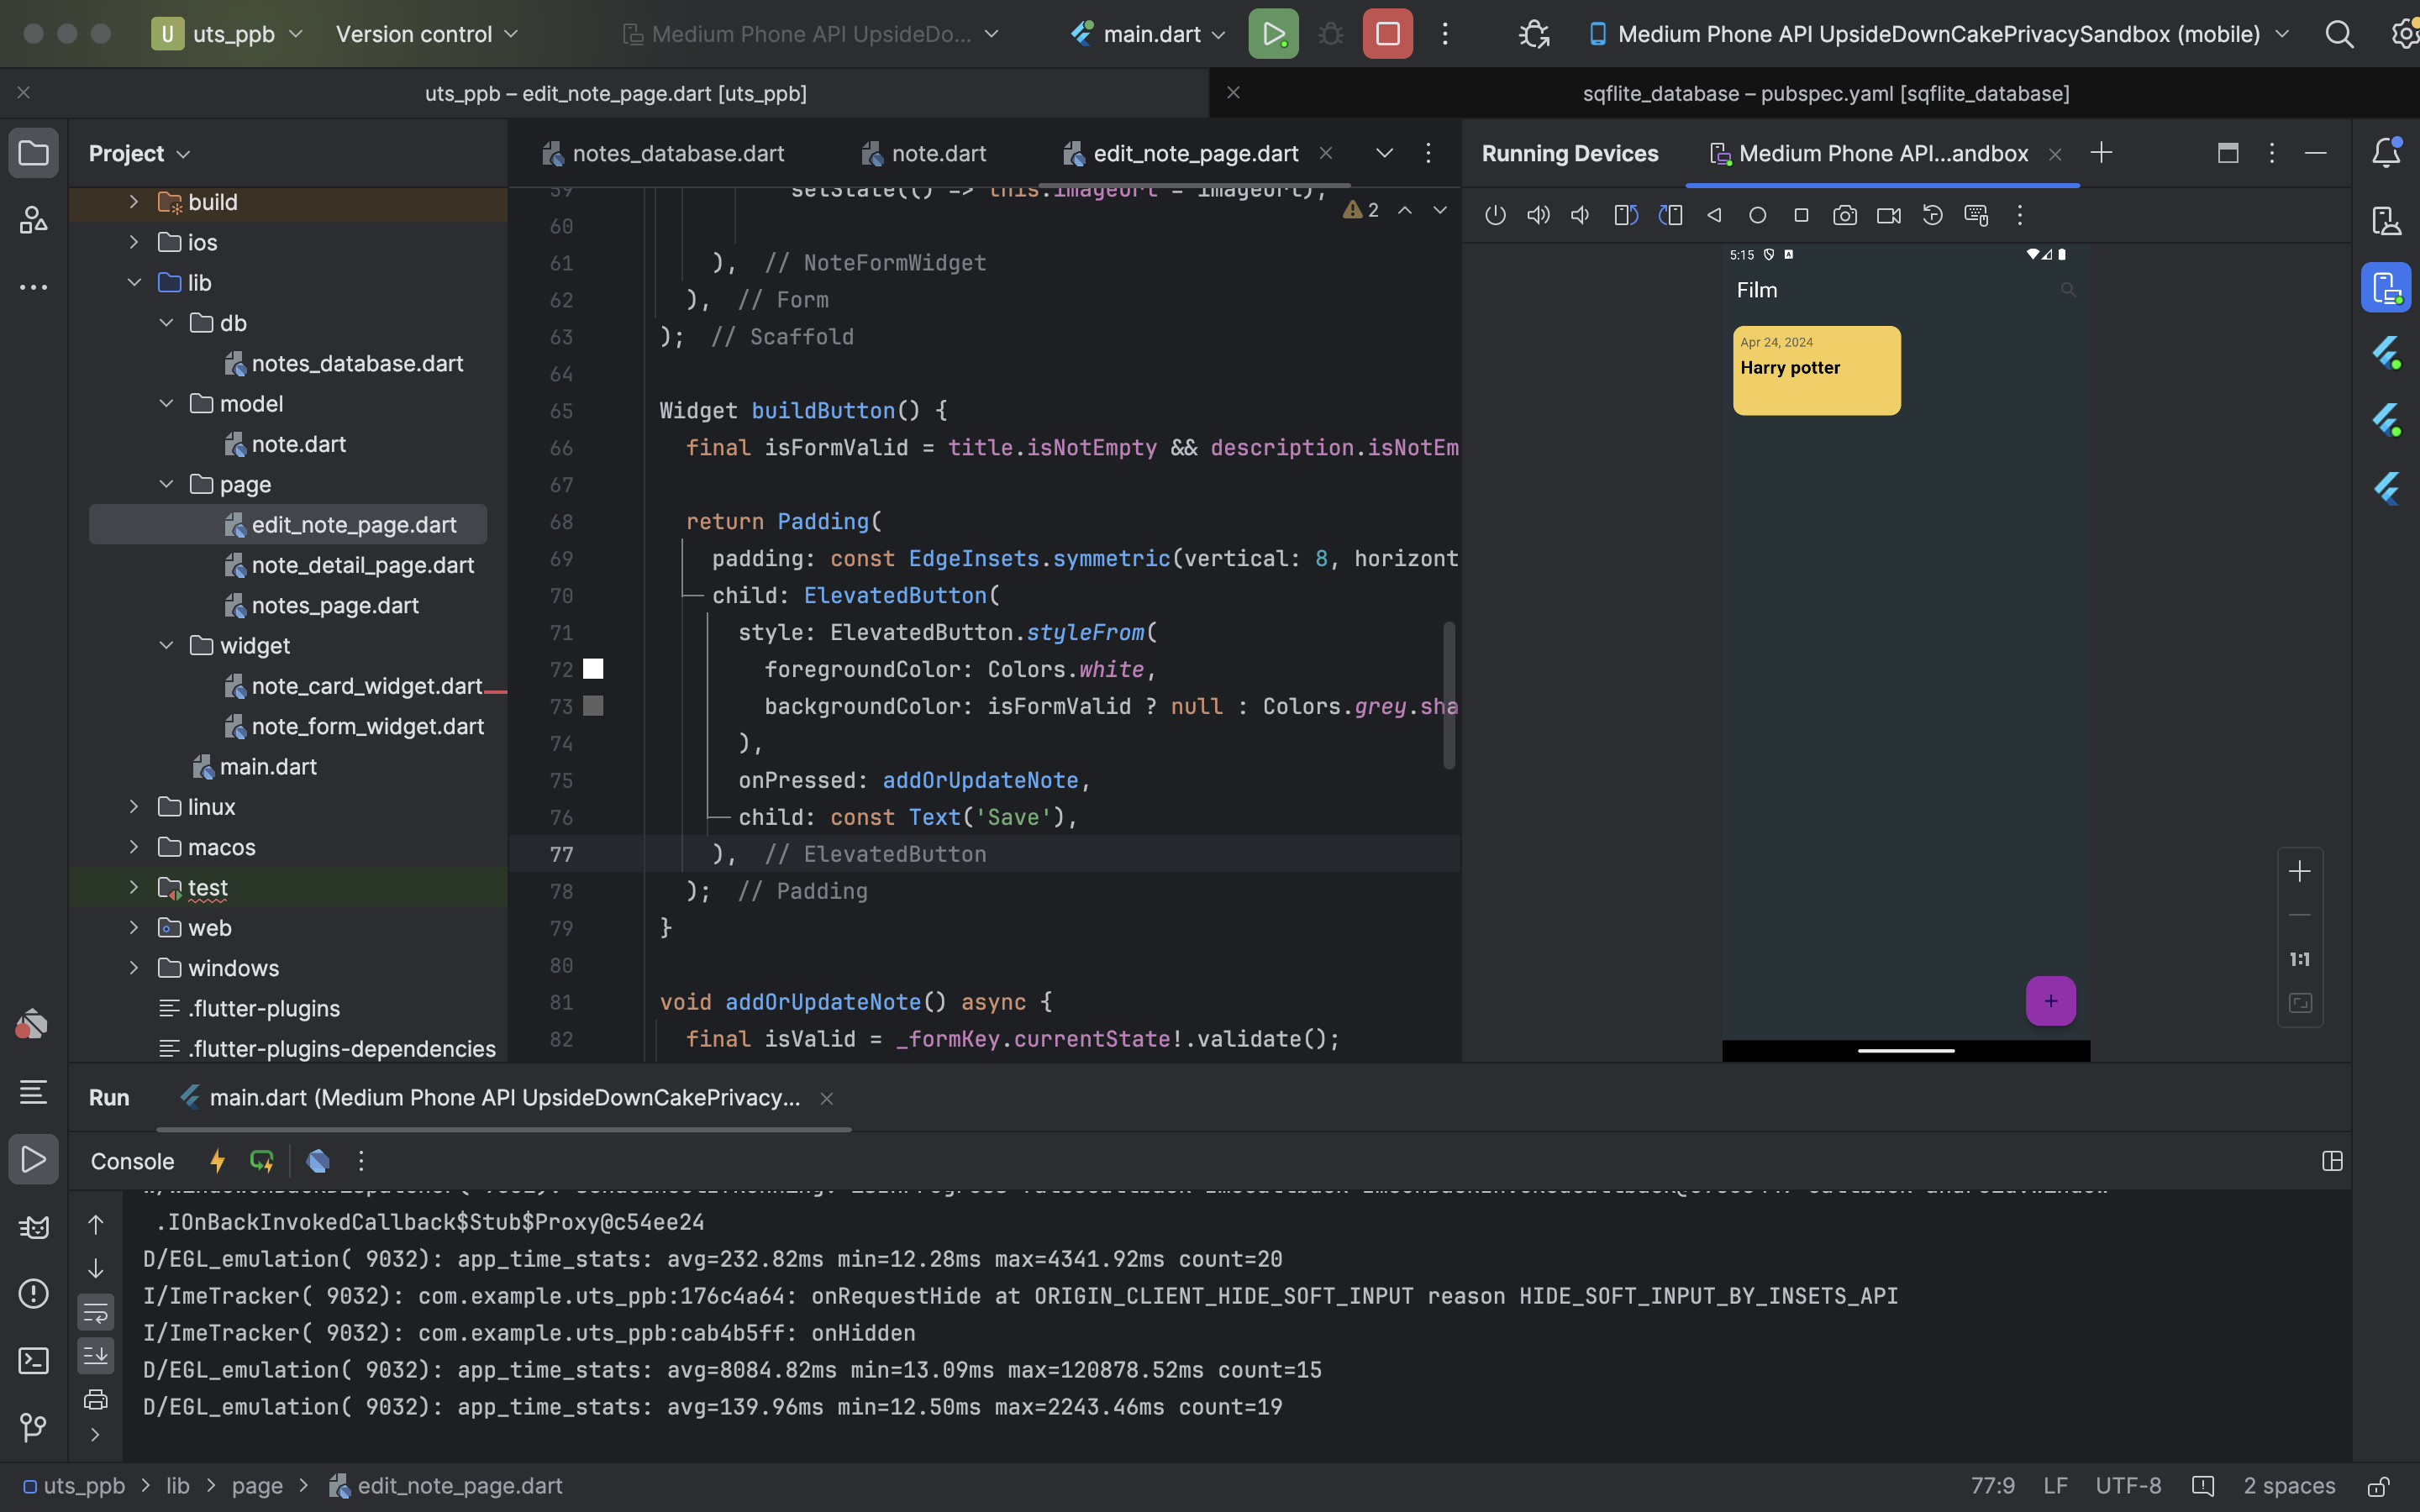 U uts_ppb Version control Medium Phone API UpsideDo... main.dart Medium Phone API UpsideDownCakePrivacySandbox (mobile)
uts_ppb – edit_note_page.dart [uts_ppb]
sqflite_database – pubspec.yaml [sqflite_database]
Project
build
ios
lib
db
notes_database.dart
model
note.dart
page
edit_note_page.dart
note_detail_page.dart
notes_page.dart
widget
note_card_widget.dart
note_form_widget.dart
main.dart
linux
macos
test
web
windows
.flutter-plugins
.flutter-plugins-dependencies
notes_database.dart note.dart edit_note_page.dart
2
59 setState(() => this.imageUrl = imageUrl),
60
61 ), // NoteFormWidget
62 ), // Form
63 ); // Scaffold
64
65 Widget buildButton() {
66 final isFormValid = title.isNotEmpty && description.isNotEm
67
68 return Padding(
69 padding: const EdgeInsets.symmetric(vertical: 8, horizont
70 child: ElevatedButton(
71 style: ElevatedButton.styleFrom(
72 foregroundColor: Colors.white,
73 backgroundColor: isFormValid ? null : Colors.grey.sha
74 ),
75 onPressed: addOrUpdateNote,
76 child: const Text('Save'),
77 ), // ElevatedButton
78 ); // Padding
79 }
80
81 void addOrUpdateNote() async {
82 final isValid = _formKey.currentState!.validate();
Running Devices Medium Phone API...andbox
5:15
Film
Apr 24, 2024
Harry potter
+
1:1
Run main.dart (Medium Phone API UpsideDownCakePrivacy...
Console
.IOnBackInvokedCallback$Stub$Proxy@c54ee24
D/EGL_emulation( 9032): app_time_stats: avg=232.82ms min=12.28ms max=4341.92ms count=20
I/ImeTracker( 9032): com.example.uts_ppb:176c4a64: onRequestHide at ORIGIN_CLIENT_HIDE_SOFT_INPUT reason HIDE_SOFT_INPUT_BY_INSETS_API
I/ImeTracker( 9032): com.example.uts_ppb:cab4b5ff: onHidden
D/EGL_emulation( 9032): app_time_stats: avg=8084.82ms min=13.09ms max=120878.52ms count=15
D/EGL_emulation( 9032): app_time_stats: avg=139.96ms min=12.50ms max=2243.46ms count=19
uts_ppb > lib > page > edit_note_page.dart
77:9 LF UTF-8 2 spaces